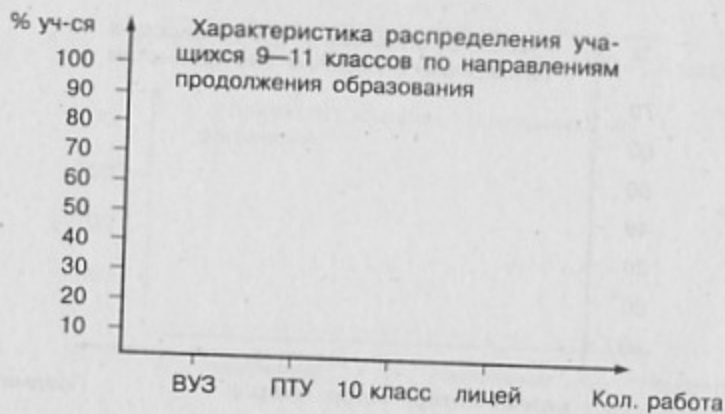 % уч-ся
Характеристика распределения уча-
щихся 9—11 классов по направлениям
продолжения образования
100
90
80
70
60
50
40
30
20
10
ВУЗ ПТУ 10 класс лицей Кол. работа